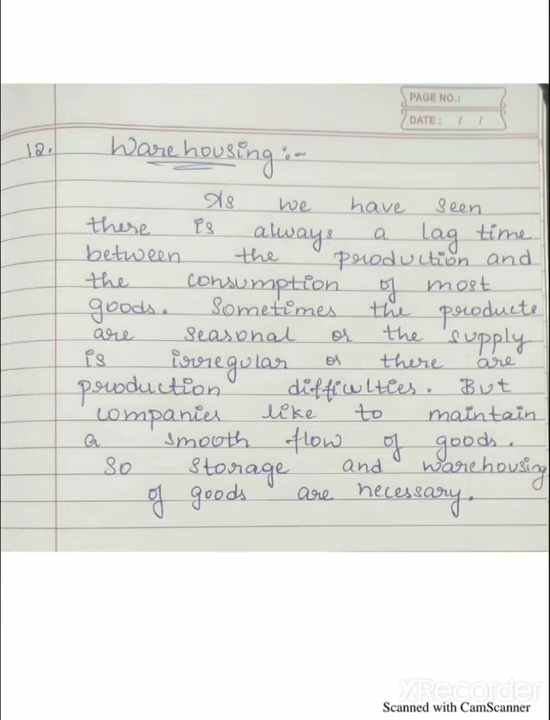 PAGE NO.:
DATE: / /
12. Warehousing :-
As we have seen
there is always a lag time
between the production and
the consumption of most
goods. Sometimes the products
are seasonal or the supply
is irregular or there are
production difficulties. But
companies like to maintain
a smooth flow of goods.
So storage and warehousing
of goods are necessary.
XRecorder
Scanned with CamScanner